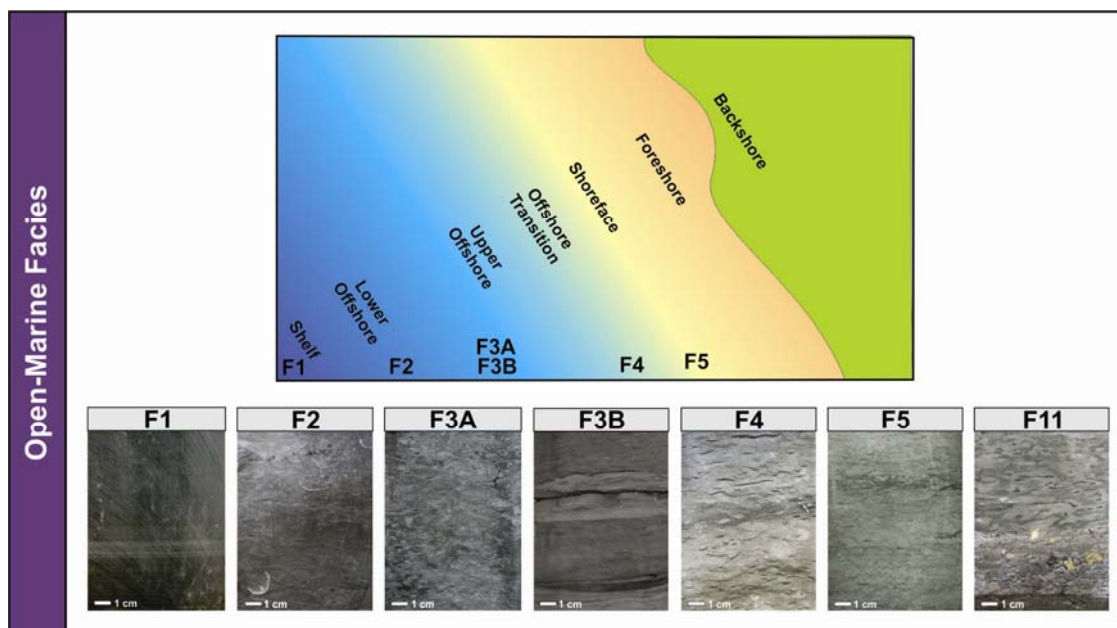 Open-Marine Facies
Backshore
Foreshore
Shoreface
Offshore
Transition
Upper
Offshore
Lower
Offshore
Shelf
F1
F2
F3A
F3B
F4
F5
F1
F2
F3A
F3B
F4
F5
F11
1 cm
1 cm
1 cm
1 cm
1 cm
1 cm
1 cm